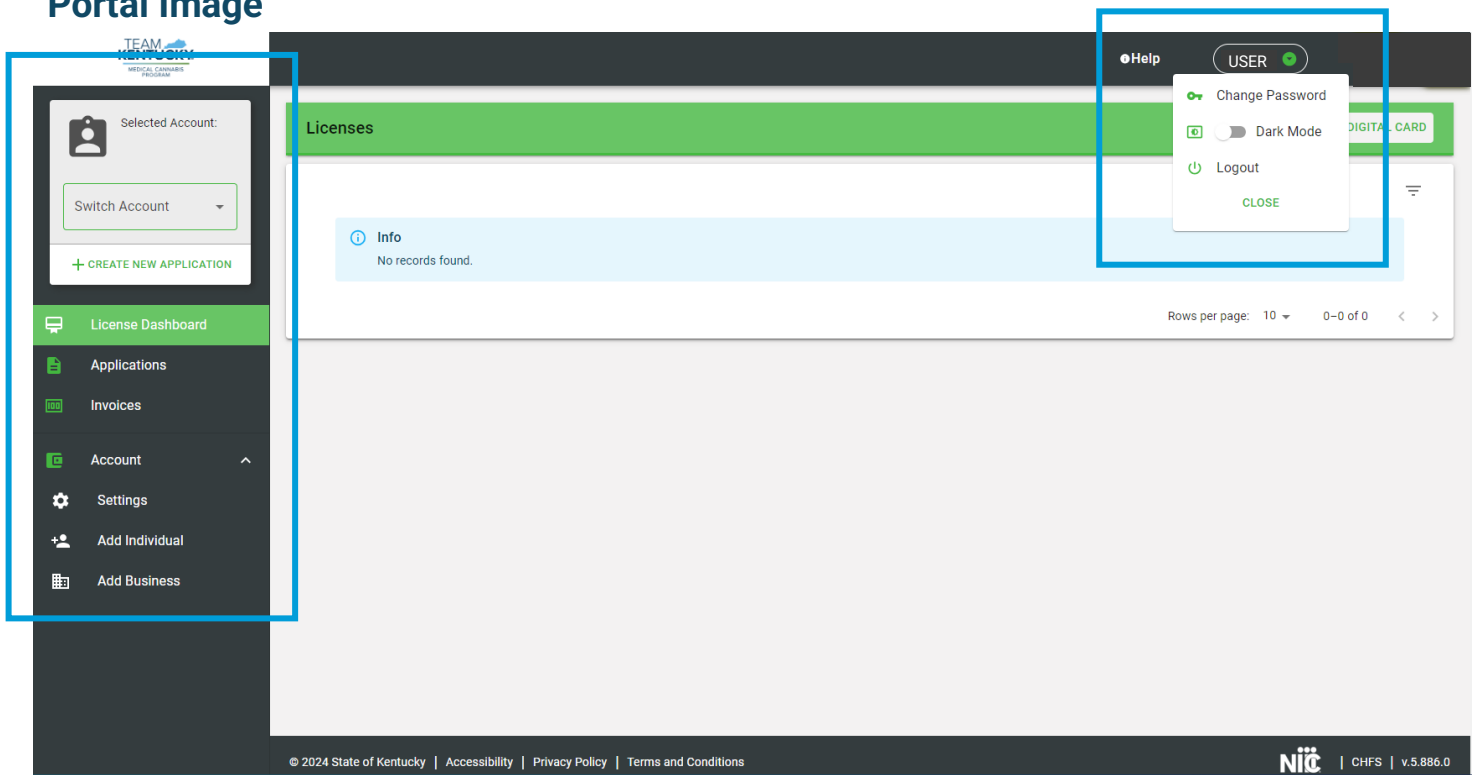 Portal Image
TEAM
KENTUCKY
MEDICAL CANNABIS
PROGRAM
Help
USER
Selected Account:
Switch Account
+ CREATE NEW APPLICATION
License Dashboard
Applications
Invoices
Account
Settings
Add Individual
Add Business
Licenses
DIGITAL CARD
Change Password
Dark Mode
Logout
CLOSE
Info
No records found.
Rows per page: 10 0–0 of 0 < >
© 2024 State of Kentucky | Accessibility | Privacy Policy | Terms and Conditions
NIC | CHFS | v.5.886.0